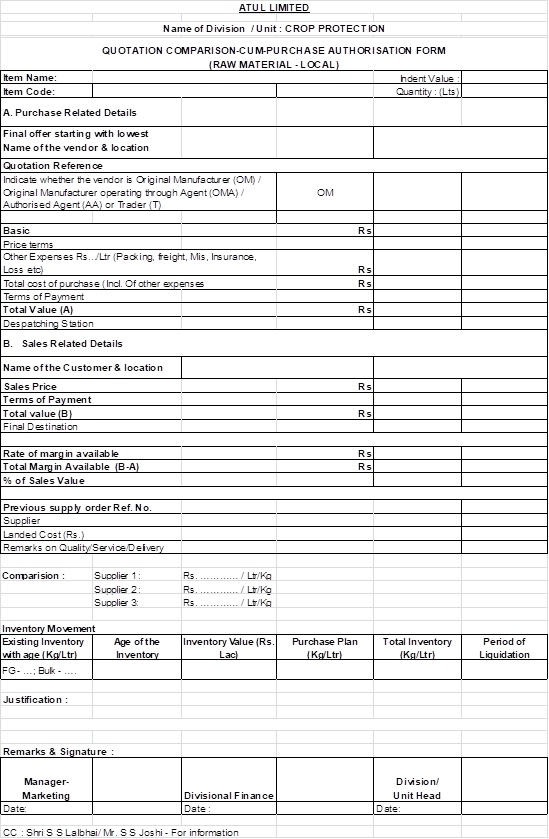 ATUL LIMITED
Name of Division / Unit : CROP PROTECTION
QUOTATION COMPARISON-CUM-PURCHASE AUTHORISATION FORM
(RAW MATERIAL - LOCAL)
Item Name: Indent Value :
Item Code: Quantity : (Lts)
A. Purchase Related Details
Final offer starting with lowest
Name of the vendor & location
Quotation Reference
Indicate whether the vendor is Original Manufacturer (OM) /
Original Manufacturer operating through Agent (OMA) / OM
Authorised Agent (AA) or Trader (T)
Basic Rs
Price terms
Other Expenses Rs.../Ltr (Packing, freight, Mis, Insurance,
Loss etc) Rs
Total cost of purchase (Incl. Of other expenses Rs
Terms of Payment
Total Value (A) Rs
Despatching Station
B. Sales Related Details
Name of the Customer & location
Sales Price Rs
Terms of Payment
Total value (B) Rs
Final Destination
Rate of margin available Rs
Total Margin Available (B-A) Rs
% of Sales Value
Previous supply order Ref. No.
Supplier
Landed Cost (Rs.)
Remarks on Quality/Service/Delivery
Comparision : Supplier 1 : Rs. ............ / Ltr/Kg
Supplier 2 : Rs. ............ / Ltr/Kg
Supplier 3: Rs. ............ / Ltr/Kg
Inventory Movement
Existing Inventory Age of the Inventory Value (Rs. Purchase Plan Total Inventory Period of
with age (Kg/Ltr) Inventory Lac) (Kg/Ltr) (Kg/Ltr) Liquidation
FG - ...; Bulk - ....
Justification :
Remarks & Signature :
Manager- Division/
Marketing Divisional Finance Unit Head
Date: Date : Date:
CC : Shri S S Lalbhai/ Mr. S S Joshi - For information